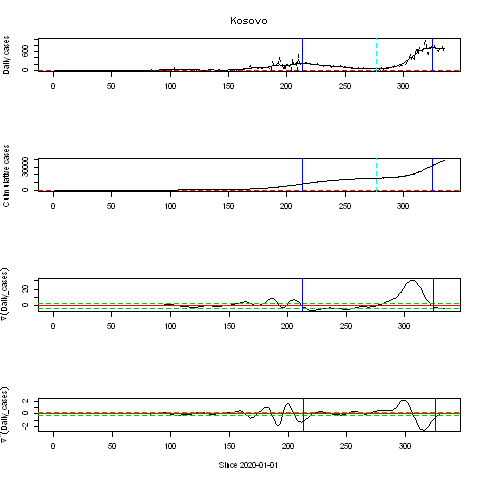 Kosovo
Daily cases
0 600
0 50 100 150 200 250 300
Cumulative cases
0 30000
0 50 100 150 200 250 300
∇(Daily_cases)
0 20
0 50 100 150 200 250 300
∇²(Daily_cases)
-2 0 2
0 50 100 150 200 250 300
Since 2020-01-01